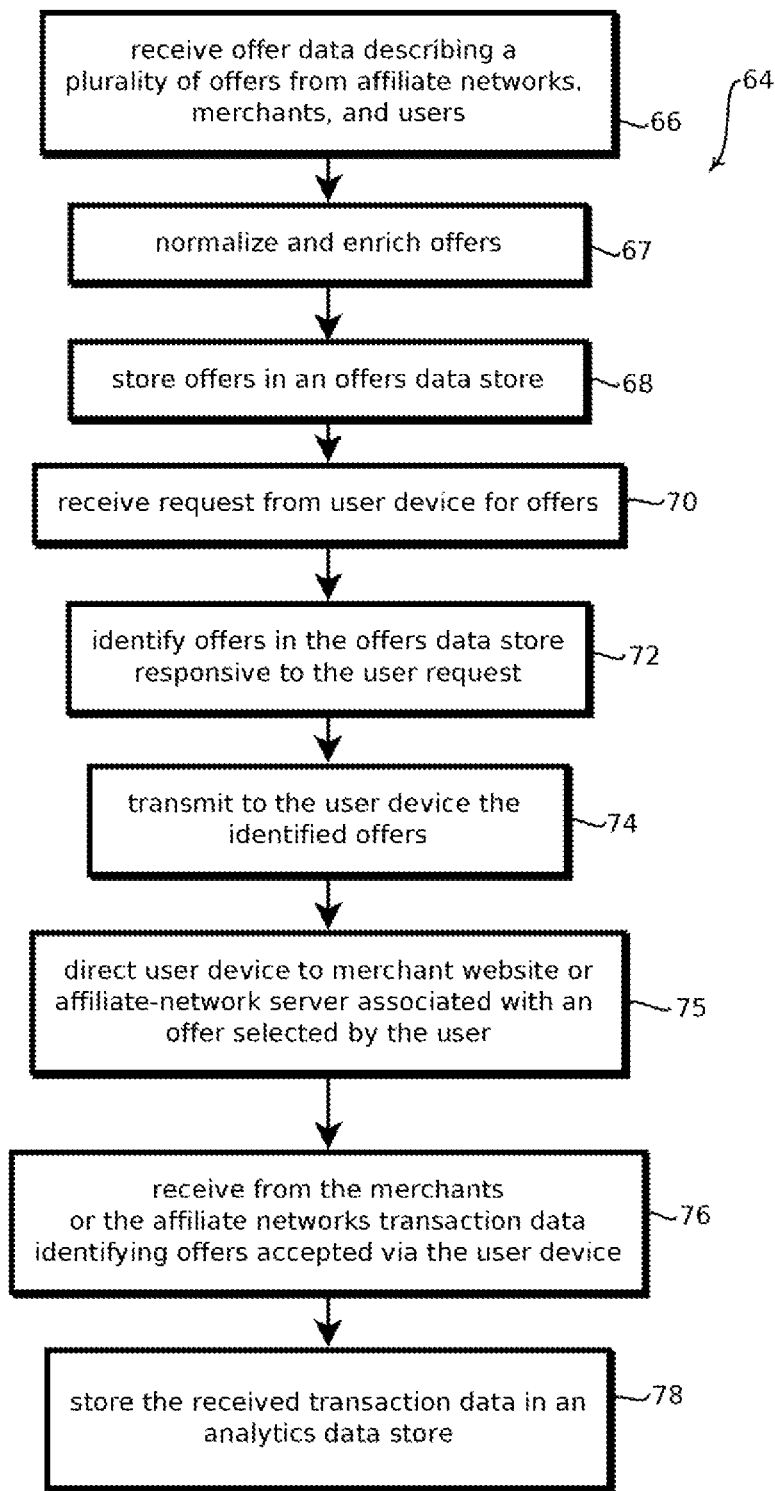 receive offer data describing a
plurality of offers from affiliate networks,
merchants, and users
66
64
normalize and enrich offers
67
store offers in an offers data store
68
receive request from user device for offers
70
identify offers in the offers data store
responsive to the user request
72
transmit to the user device the
identified offers
74
direct user device to merchant website or
affiliate-network server associated with an
offer selected by the user
75
receive from the merchants
or the affiliate networks transaction data
identifying offers accepted via the user device
76
store the received transaction data in an
analytics data store
78